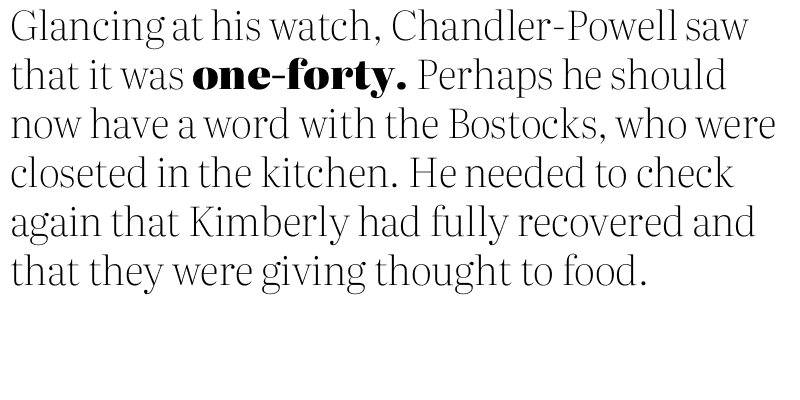 Glancing at his watch, Chandler-Powell saw
that it was one-forty. Perhaps he should
now have a word with the Bostocks, who were
closeted in the kitchen. He needed to check
again that Kimberly had fully recovered and
that they were giving thought to food.